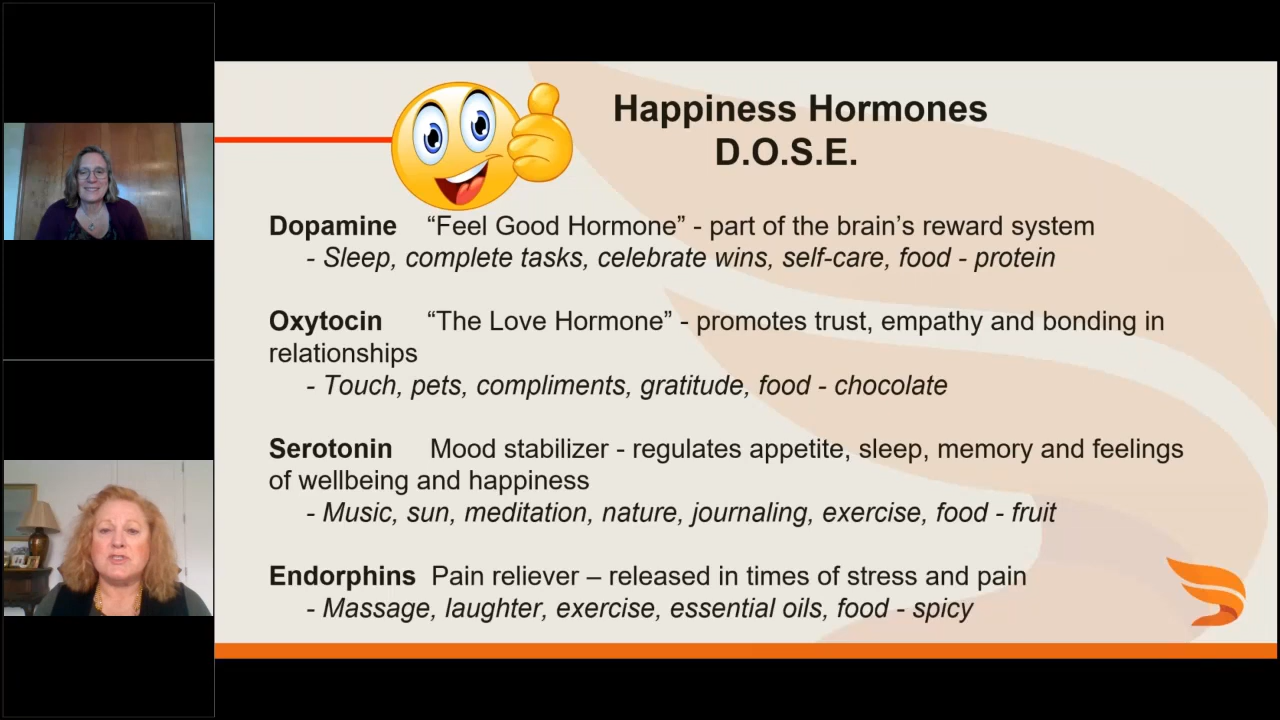 Happiness Hormones
D.O.S.E.
Dopamine “Feel Good Hormone” - part of the brain’s reward system
- Sleep, complete tasks, celebrate wins, self-care, food - protein
Oxytocin “The Love Hormone” - promotes trust, empathy and bonding in
relationships
- Touch, pets, compliments, gratitude, food - chocolate
Serotonin Mood stabilizer - regulates appetite, sleep, memory and feelings
of wellbeing and happiness
- Music, sun, meditation, nature, journaling, exercise, food - fruit
Endorphins Pain reliever – released in times of stress and pain
- Massage, laughter, exercise, essential oils, food - spicy